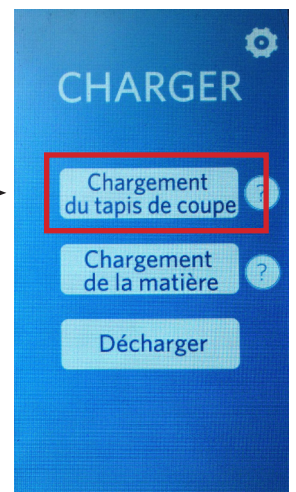 CHARGER
Chargement
du tapis de coupe
?
Chargement
de la matière
?
Décharger